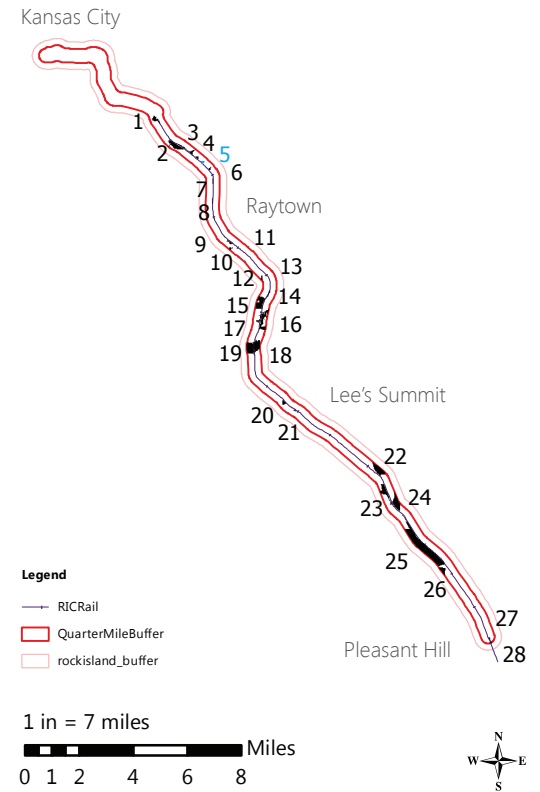 Kansas City
1
3
2
4
5
6
7
Raytown
8
11
9
10
13
12
14
15
16
17
19
18
Lee's Summit
20
21
22
24
23
25
26
Legend
RICRail
27
QuarterMileBuffer
Pleasant Hill
28
rockisland_buffer
1 in = 7 miles
Miles
0 1 2 4 6 8
N
W E
S